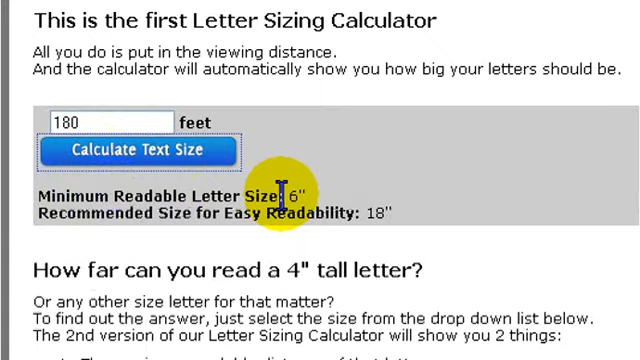 This is the first Letter Sizing Calculator
All you do is put in the viewing distance.
And the calculator will automatically show you how big your letters should be.
180 feet
Calculate Text Size
Minimum Readable Letter Size: 6"
Recommended Size for Easy Readability: 18"
How far can you read a 4" tall letter?
Or any other size letter for that matter?
To find out the answer, just select the size from the drop down list below.
The 2nd version of our Letter Sizing Calculator will show you 2 things: